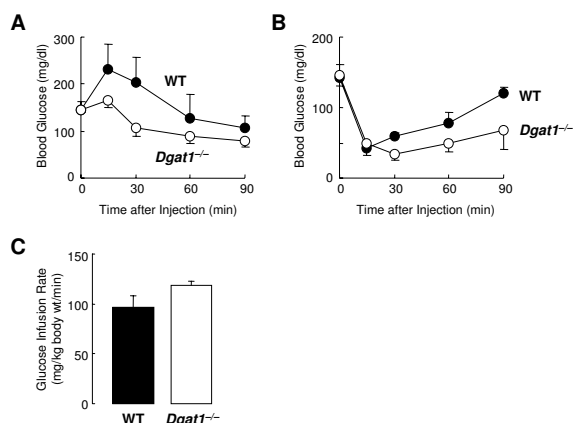 A
Blood Glucose (mg/dl)
300
200
100
0
WT
Dgat1–/–
0 30 60 90
Time after Injection (min)
B
Blood Glucose (mg/dl)
200
100
0
WT
Dgat1–/–
0 30 60 90
Time after Injection (min)
C
Glucose Infusion Rate
(mg/kg body wt/min)
150
100
50
0
WT Dgat1–/–